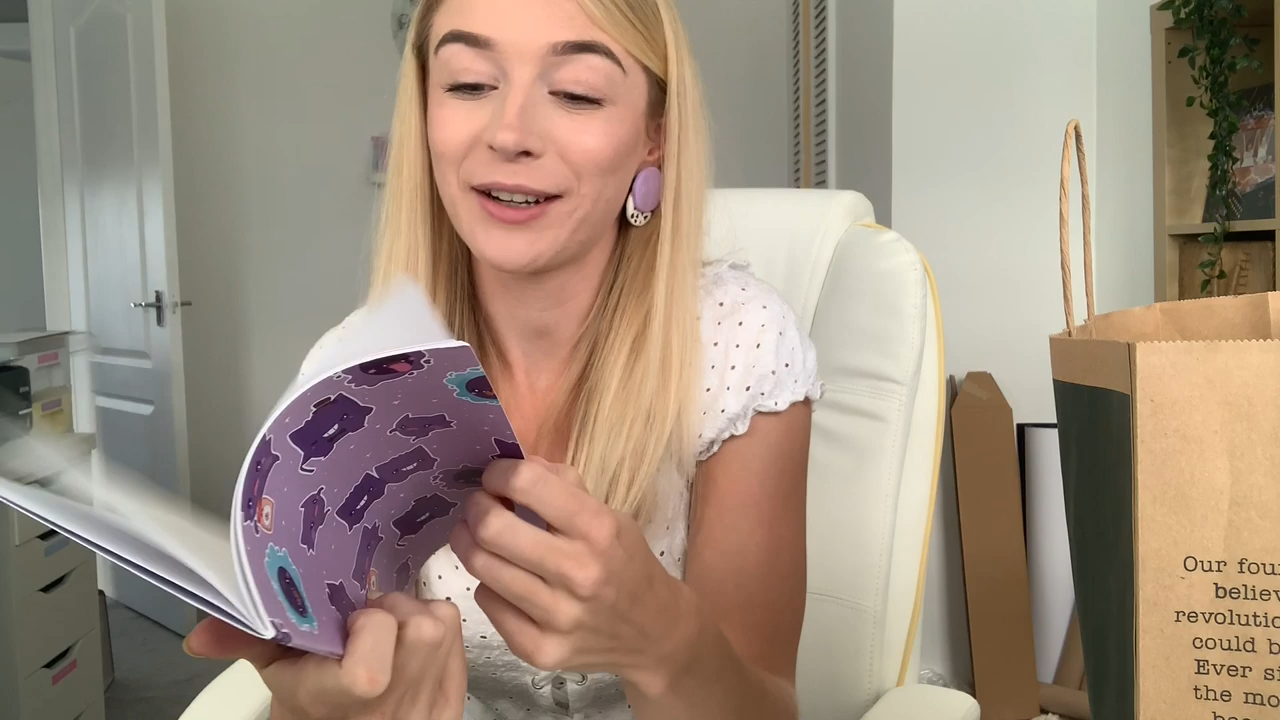 Our fou
believ
revolutio
could b
Ever si
the mo